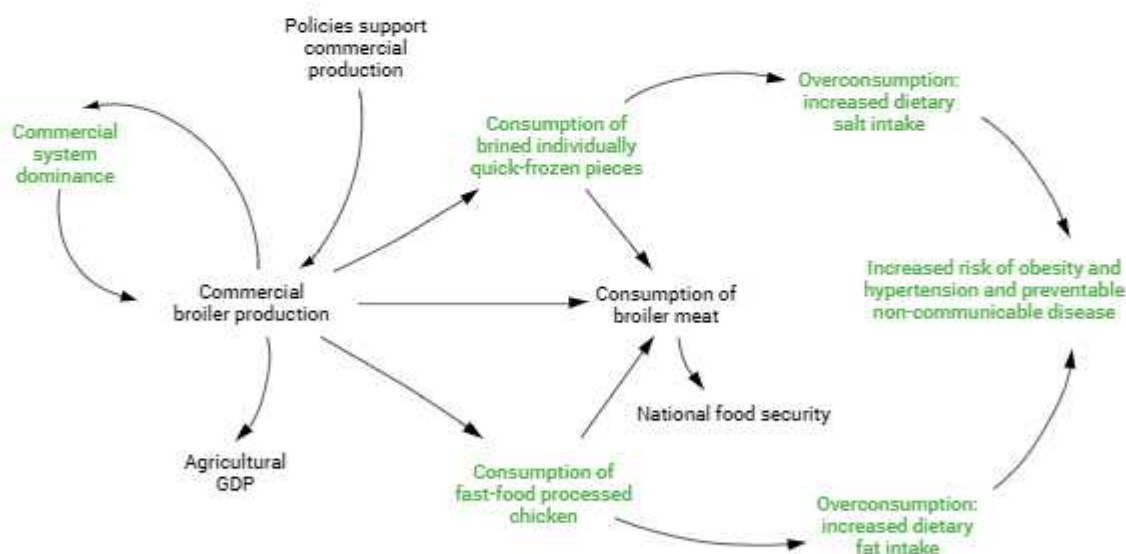 Policies support
commercial
production
Overconsumption:
increased dietary
salt intake
Commercial
system
dominance
Consumption of
brined individually
quick-frozen pieces
Increased risk of obesity and
hypertension and preventable
non-communicable disease
Commercial
broiler production
Consumption of
broiler meat
National food security
Agricultural
GDP
Consumption of
fast-food processed
chicken
Overconsumption:
increased dietary
fat intake